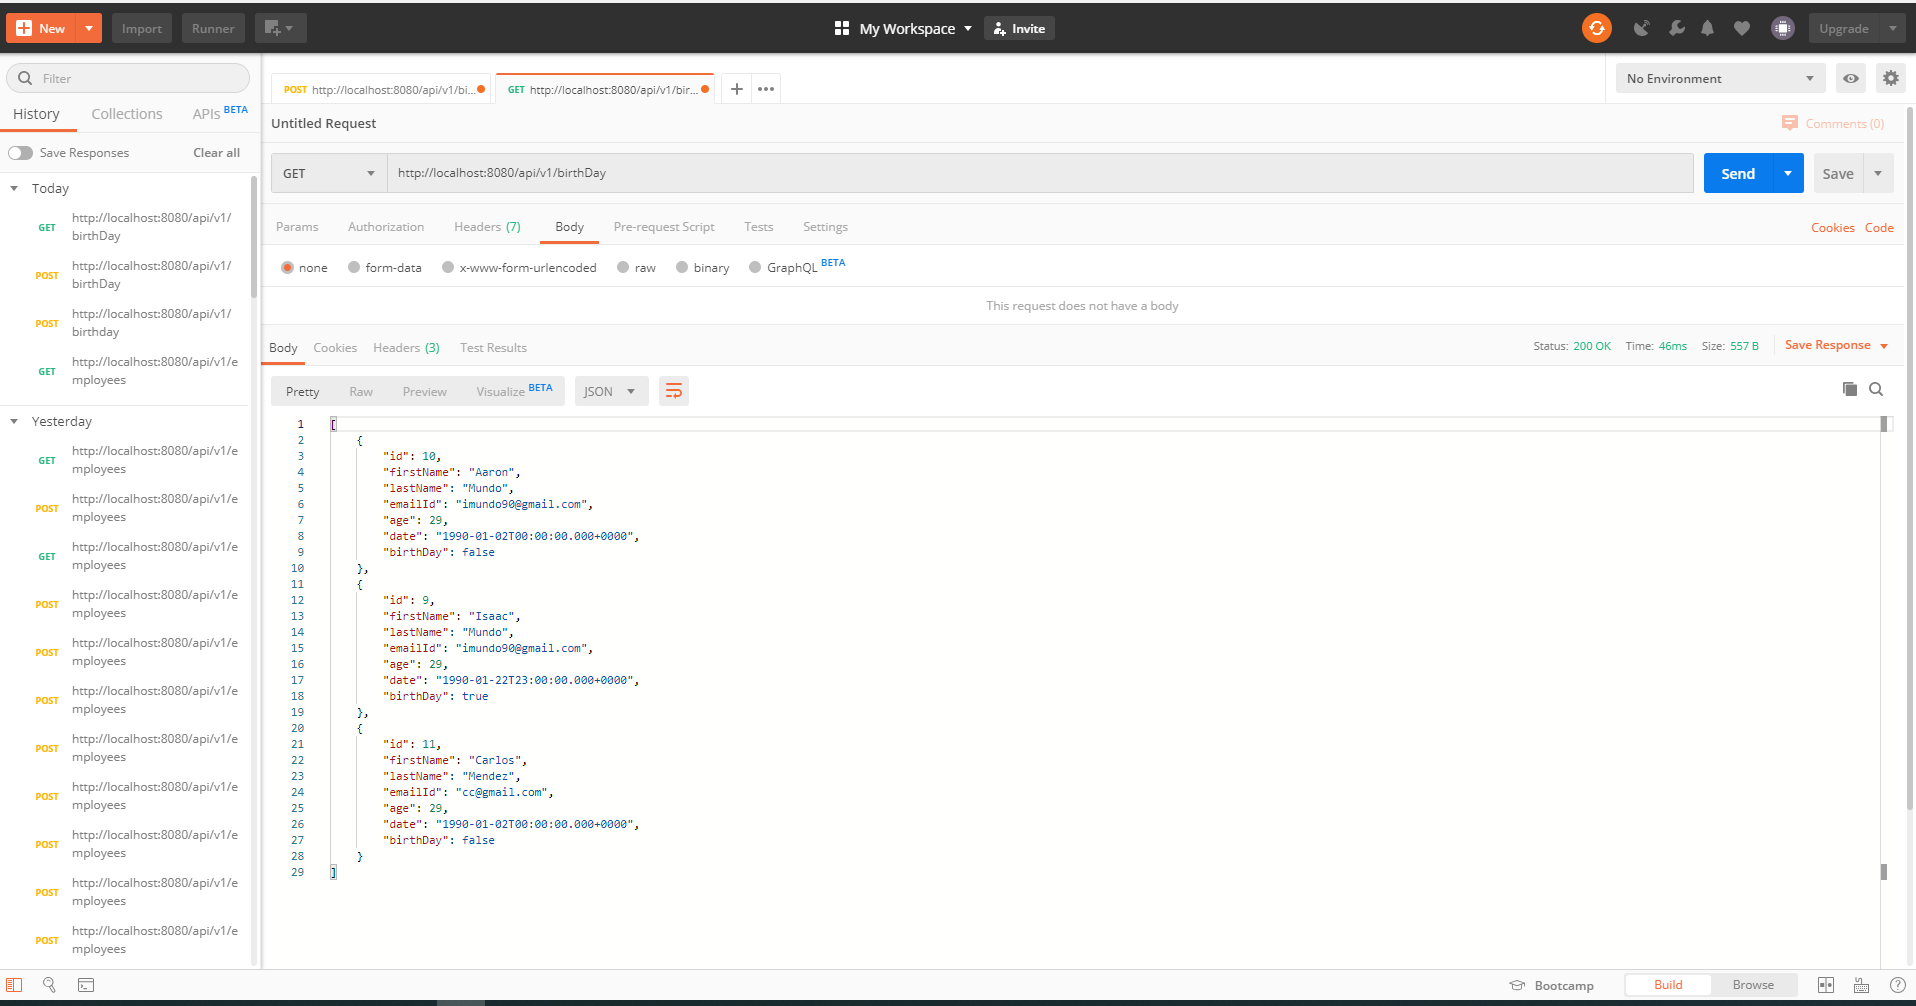 New
Import
Runner
My Workspace
Invite
Upgrade
Filter
History
Collections
APIs BETA
Save Responses
Clear all
Today
GET http://localhost:8080/api/v1/
birthDay
POST http://localhost:8080/api/v1/
birthDay
POST http://localhost:8080/api/v1/
birthday
GET http://localhost:8080/api/v1/e
mployees
Yesterday
GET http://localhost:8080/api/v1/e
mployees
POST http://localhost:8080/api/v1/e
mployees
GET http://localhost:8080/api/v1/e
mployees
POST http://localhost:8080/api/v1/e
mployees
POST http://localhost:8080/api/v1/e
mployees
POST http://localhost:8080/api/v1/e
mployees
POST http://localhost:8080/api/v1/e
mployees
POST http://localhost:8080/api/v1/e
mployees
POST http://localhost:8080/api/v1/e
mployees
POST http://localhost:8080/api/v1/e
mployees
POST http://localhost:8080/api/v1/e
mployees
POST http://localhost:8080/api/v1/bi...
GET http://localhost:8080/api/v1/bir...
No Environment
Untitled Request
Comments (0)
GET
http://localhost:8080/api/v1/birthDay
Send
Save
Params
Authorization
Headers (7)
Body
Pre-request Script
Tests
Settings
Cookies
Code
none
form-data
x-www-form-urlencoded
raw
binary
GraphQL BETA
This request does not have a body
Body
Cookies
Headers (3)
Test Results
Status: 200 OK
Time: 46ms
Size: 557 B
Save Response
Pretty
Raw
Preview
Visualize BETA
JSON
1 [
2 {
3 "id": 10,
4 "firstName": "Aaron",
5 "lastName": "Mundo",
6 "emailId": "imundo90@gmail.com",
7 "age": 29,
8 "date": "1990-01-02T00:00:00.000+0000",
9 "birthDay": false
10 },
11 {
12 "id": 9,
13 "firstName": "Isaac",
14 "lastName": "Mundo",
15 "emailId": "imundo90@gmail.com",
16 "age": 29,
17 "date": "1990-01-22T23:00:00.000+0000",
18 "birthDay": true
19 },
20 {
21 "id": 11,
22 "firstName": "Carlos",
23 "lastName": "Mendez",
24 "emailId": "cc@gmail.com",
25 "age": 29,
26 "date": "1990-01-02T00:00:00.000+0000",
27 "birthDay": false
28 }
29 ]
Bootcamp
Build
Browse